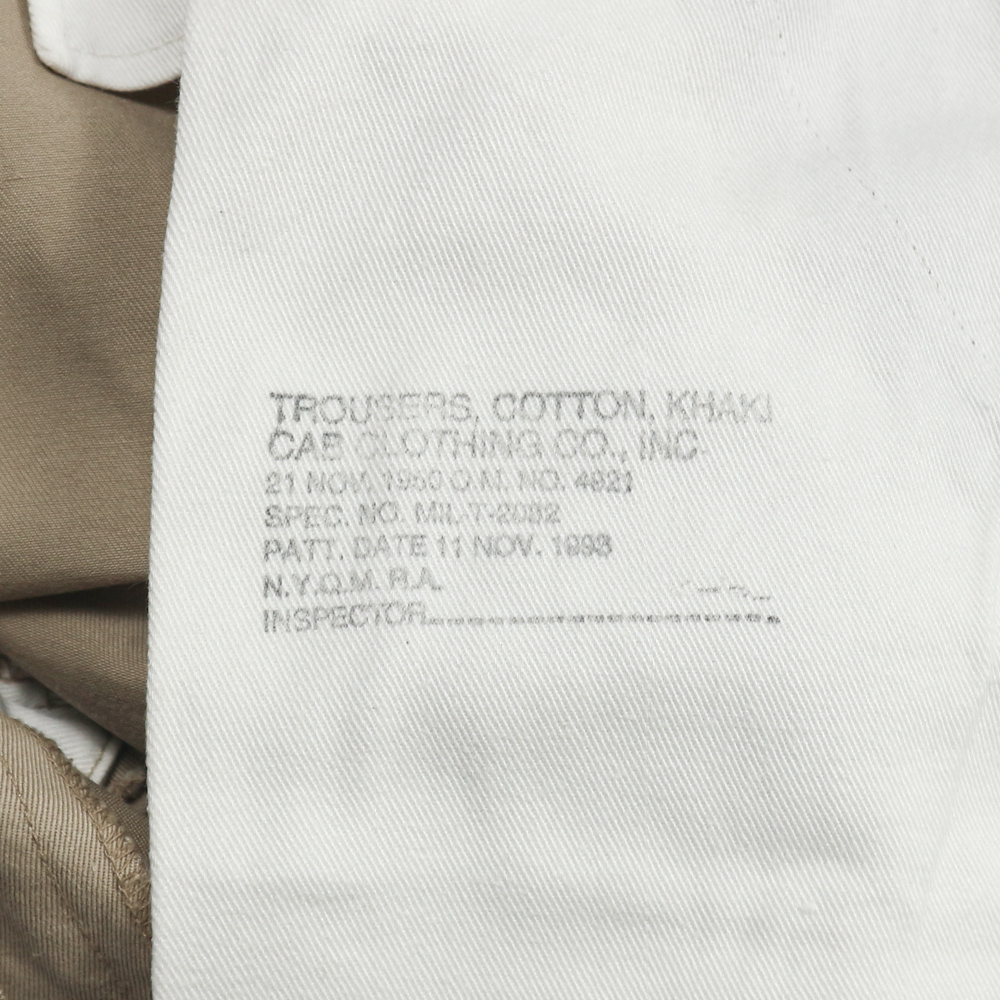 TROUSERS, COTTON, KHAKI
CAB CLOTHING CO., INC.
21 NOV. 1950 O.M. NO. 4821
SPEC. NO. MIL-T-2082
PATT. DATE 11 NOV. 1998
N.Y.Q.M. R.A.
INSPECTOR